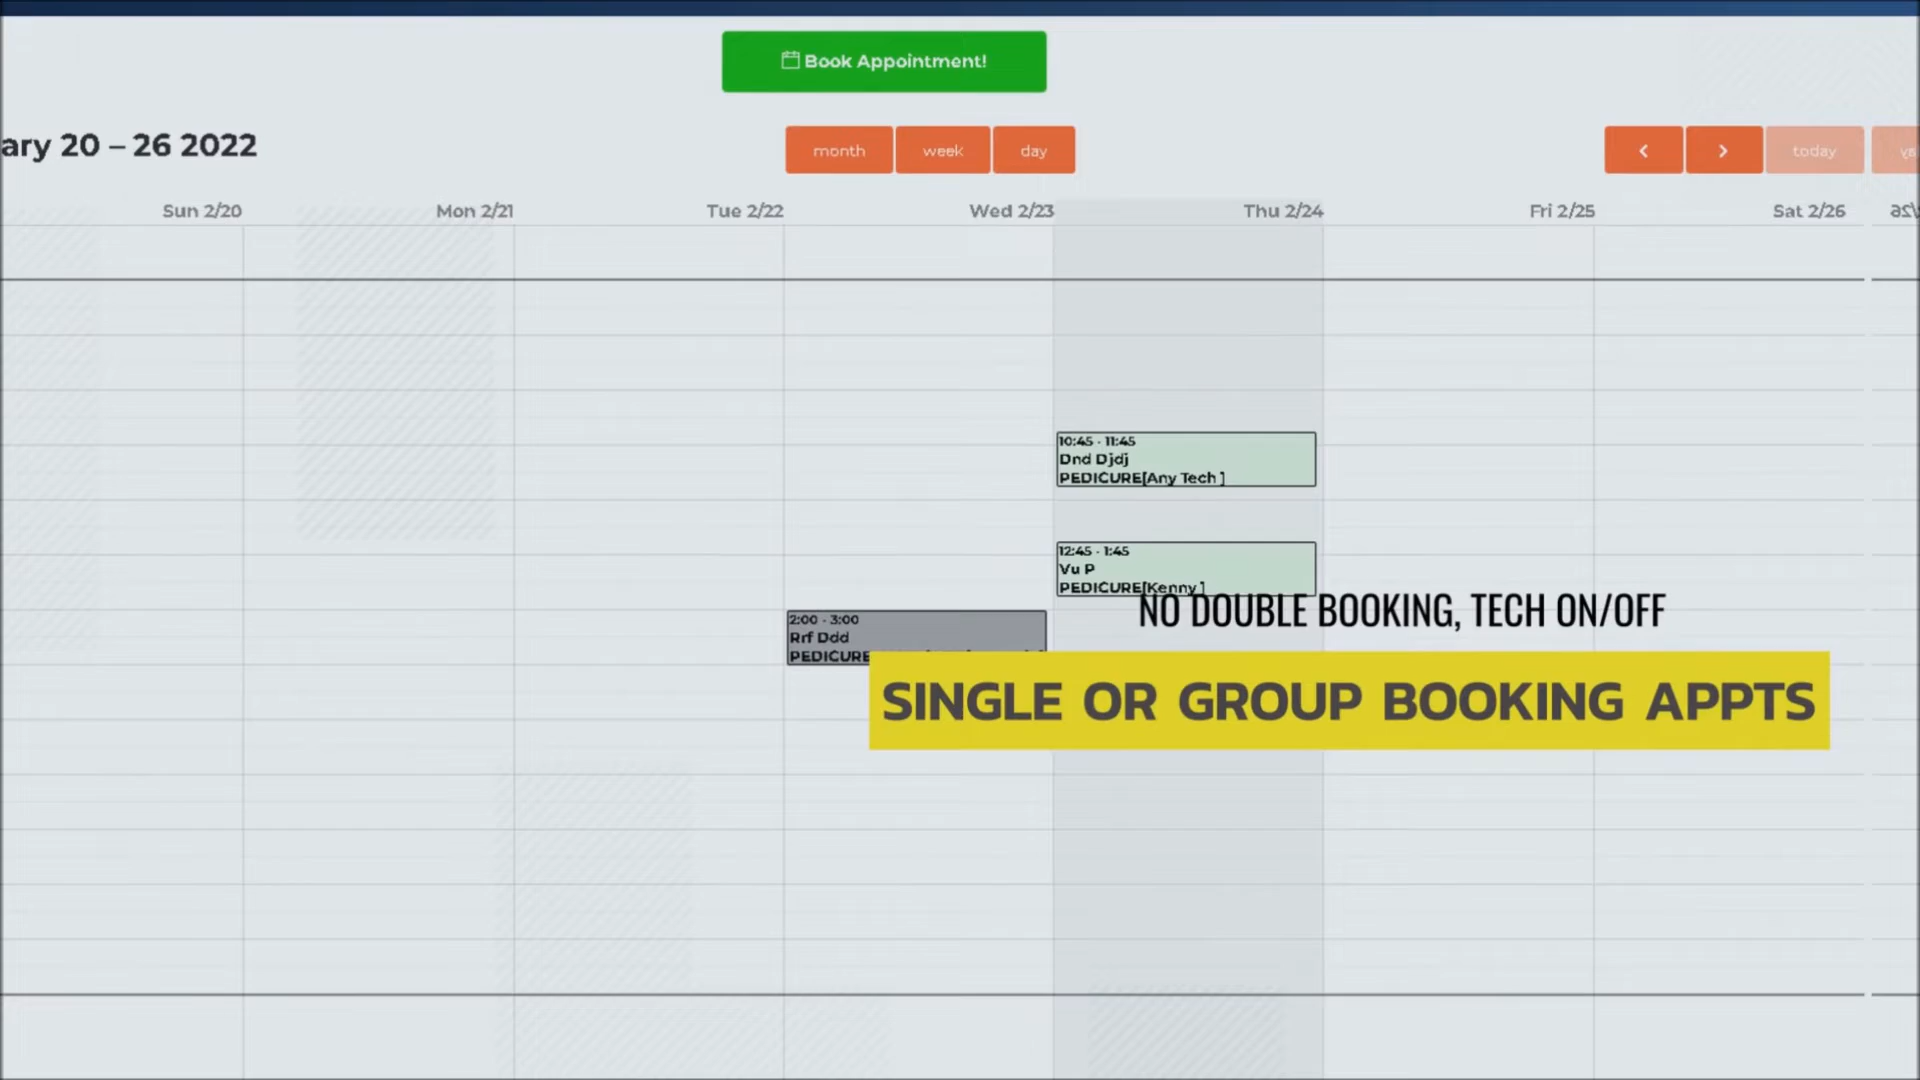 Book Appointment!
ary 20 – 26 2022
month week day
today
Sun 2/20 Mon 2/21 Tue 2/22 Wed 2/23 Thu 2/24 Fri 2/25 Sat 2/26
10:45 - 11:45
Dnd Djdj
PEDICURE[Any Tech ]
12:45 - 1:45
Vu P
PEDICURE[Kenny ]
2:00 - 3:00
Rrf Ddd
PEDICURE
NO DOUBLE BOOKING, TECH ON/OFF
SINGLE OR GROUP BOOKING APPTS